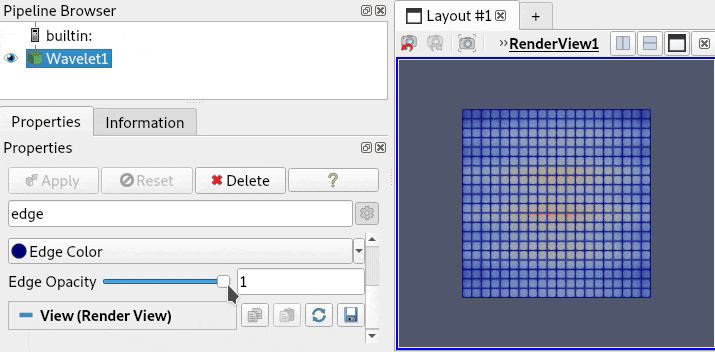 Pipeline Browser
builtin:
Wavelet1
Properties Information
Properties
Apply Reset Delete ?
edge
Edge Color
Edge Opacity 1
View (Render View)
Layout #1 +
» RenderView1